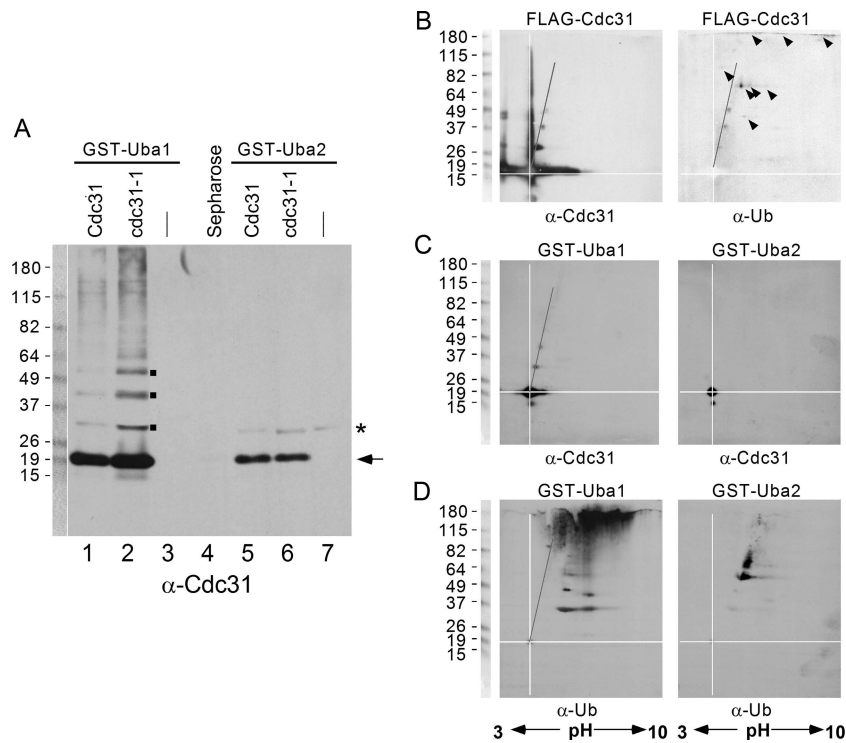 A
GST-Uba1
GST-Uba2
Cdc31
cdc31-1
—
Sepharose
Cdc31
cdc31-1
—
180
115
82
64
49
37
26
19
15
*
1 2 3 4 5 6 7
α-Cdc31
B
FLAG-Cdc31
FLAG-Cdc31
180
115
82
64
49
37
26
19
15
α-Cdc31
α-Ub
C
GST-Uba1
GST-Uba2
180
115
82
64
49
37
26
19
15
α-Cdc31
α-Cdc31
D
GST-Uba1
GST-Uba2
180
115
82
64
49
37
26
19
15
α-Ub
α-Ub
3 pH 10
3 pH 10